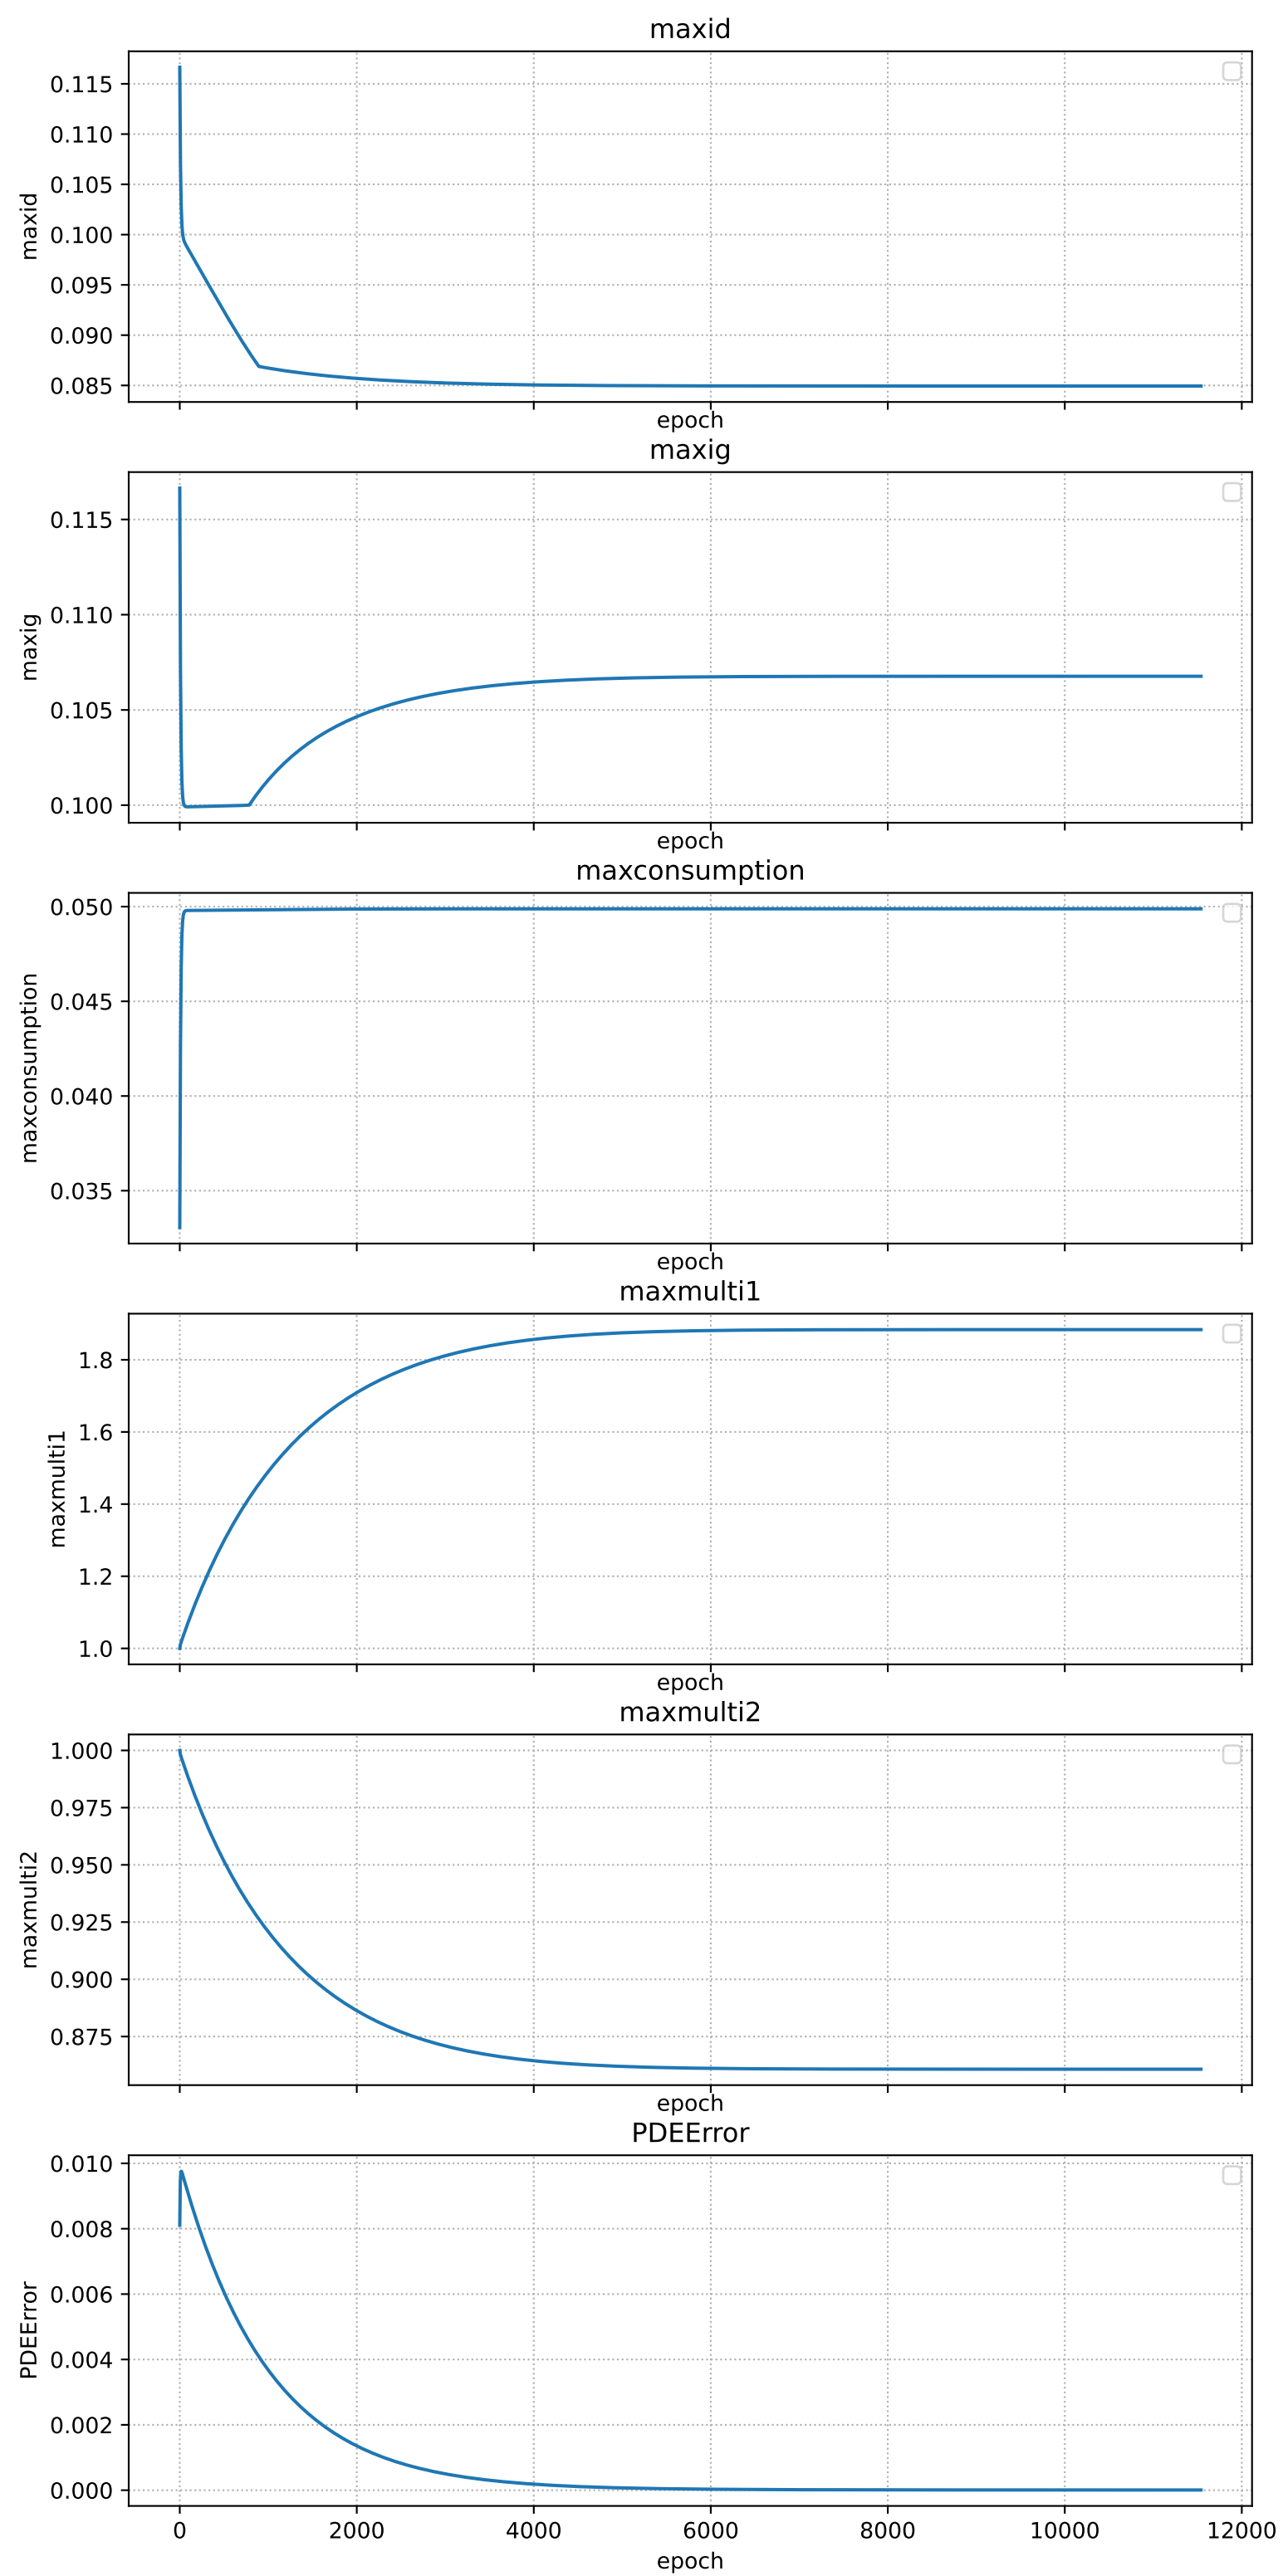 maxid
0.115
0.110
0.105
0.100
0.095
0.090
0.085
maxid
epoch
maxig
0.115
0.110
0.105
0.100
maxig
epoch
maxconsumption
0.050
0.045
0.040
0.035
maxconsumption
epoch
maxmulti1
1.8
1.6
1.4
1.2
1.0
maxmulti1
epoch
maxmulti2
1.000
0.975
0.950
0.925
0.900
0.875
maxmulti2
epoch
PDEError
0.010
0.008
0.006
0.004
0.002
0.000
PDEError
0 2000 4000 6000 8000 10000 12000
epoch